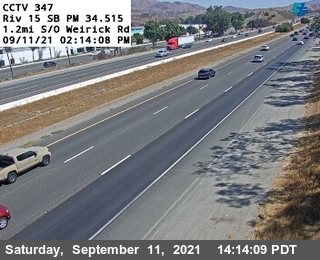 CCTV 347
Riv 15 SB PM 34.515
1.2mi S/O Weirick Rd
09/11/21 02:14:08 PM
Saturday, September 11, 2021 14:14:09 PDT